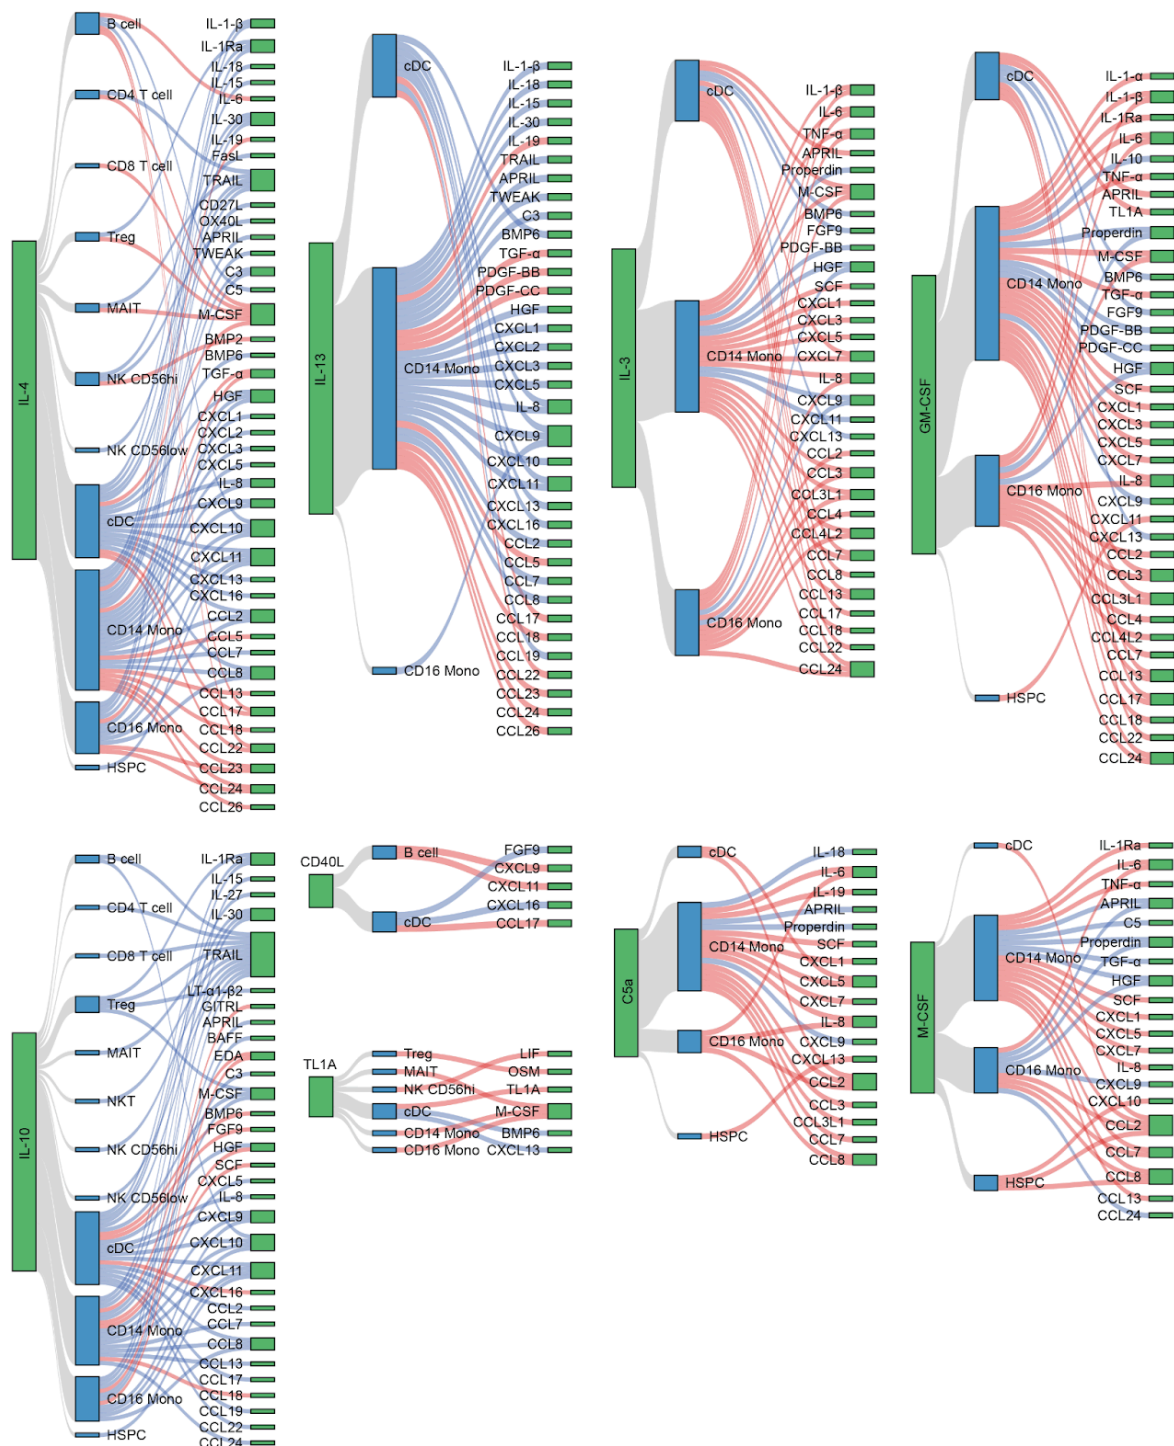 IL-4
B cell
CD4 T cell
CD8 T cell
Treg
MAIT
NK CD56hi
NK CD56low
cDC
CD14 Mono
CD16 Mono
HSPC
IL-1-β
IL-1Ra
IL-18
IL-15
IL-6
IL-30
IL-19
FasL
TRAIL
CD27L
OX40L
APRIL
TWEAK
C3
C5
M-CSF
BMP2
BMP6
TGF-α
HGF
CXCL1
CXCL2
CXCL3
CXCL5
IL-8
CXCL9
CXCL10
CXCL11
CXCL13
CXCL16
CCL2
CCL5
CCL7
CCL8
CCL13
CCL17
CCL18
CCL22
CCL23
CCL24
CCL26
IL-13
cDC
CD14 Mono
CD16 Mono
IL-1-β
IL-18
IL-15
IL-30
IL-19
TRAIL
APRIL
TWEAK
C3
BMP6
TGF-α
PDGF-BB
PDGF-CC
HGF
CXCL1
CXCL2
CXCL3
CXCL5
IL-8
CXCL9
CXCL10
CXCL11
CXCL13
CXCL16
CCL2
CCL5
CCL7
CCL8
CCL17
CCL18
CCL19
CCL22
CCL23
CCL24
CCL26
IL-3
cDC
CD14 Mono
CD16 Mono
IL-1-β
IL-6
TNF-α
APRIL
Properdin
M-CSF
BMP6
FGF9
PDGF-BB
HGF
SCF
CXCL1
CXCL3
CXCL5
CXCL7
IL-8
CXCL9
CXCL11
CXCL13
CCL2
CCL3
CCL3L1
CCL4
CCL4L2
CCL7
CCL8
CCL13
CCL17
CCL18
CCL22
CCL24
GM-CSF
cDC
CD14 Mono
CD16 Mono
HSPC
IL-1-α
IL-1-β
IL-1Ra
IL-6
IL-10
TNF-α
APRIL
TL1A
Properdin
M-CSF
BMP6
TGF-α
FGF9
PDGF-BB
PDGF-CC
HGF
SCF
CXCL1
CXCL3
CXCL5
CXCL7
IL-8
CXCL9
CXCL11
CXCL13
CCL2
CCL3
CCL3L1
CCL4
CCL4L2
CCL7
CCL13
CCL17
CCL18
CCL22
CCL24
IL-10
B cell
CD4 T cell
CD8 T cell
Treg
MAIT
NKT
NK CD56hi
NK CD56low
cDC
CD14 Mono
CD16 Mono
HSPC
IL-1Ra
IL-15
IL-27
IL-30
TRAIL
LT-α1-β2
GITRL
APRIL
BAFF
EDA
C3
M-CSF
BMP6
FGF9
HGF
SCF
CXCL5
IL-8
CXCL9
CXCL10
CXCL11
CXCL16
CCL2
CCL7
CCL8
CCL13
CCL17
CCL18
CCL19
CCL22
CCL24
CD40L
B cell
cDC
FGF9
CXCL9
CXCL11
CXCL16
CCL17
TL1A
Treg
MAIT
NK CD56hi
cDC
CD14 Mono
CD16 Mono
LIF
OSM
TL1A
M-CSF
BMP6
CXCL13
C5a
cDC
CD14 Mono
CD16 Mono
HSPC
IL-18
IL-6
IL-19
APRIL
Properdin
SCF
CXCL1
CXCL5
CXCL7
IL-8
CXCL9
CXCL13
CCL2
CCL3
CCL3L1
CCL7
CCL8
M-CSF
cDC
CD14 Mono
CD16 Mono
HSPC
IL-1Ra
IL-6
TNF-α
APRIL
C5
Properdin
TGF-α
HGF
SCF
CXCL1
CXCL5
CXCL7
IL-8
CXCL9
CXCL10
CCL2
CCL7
CCL8
CCL13
CCL24